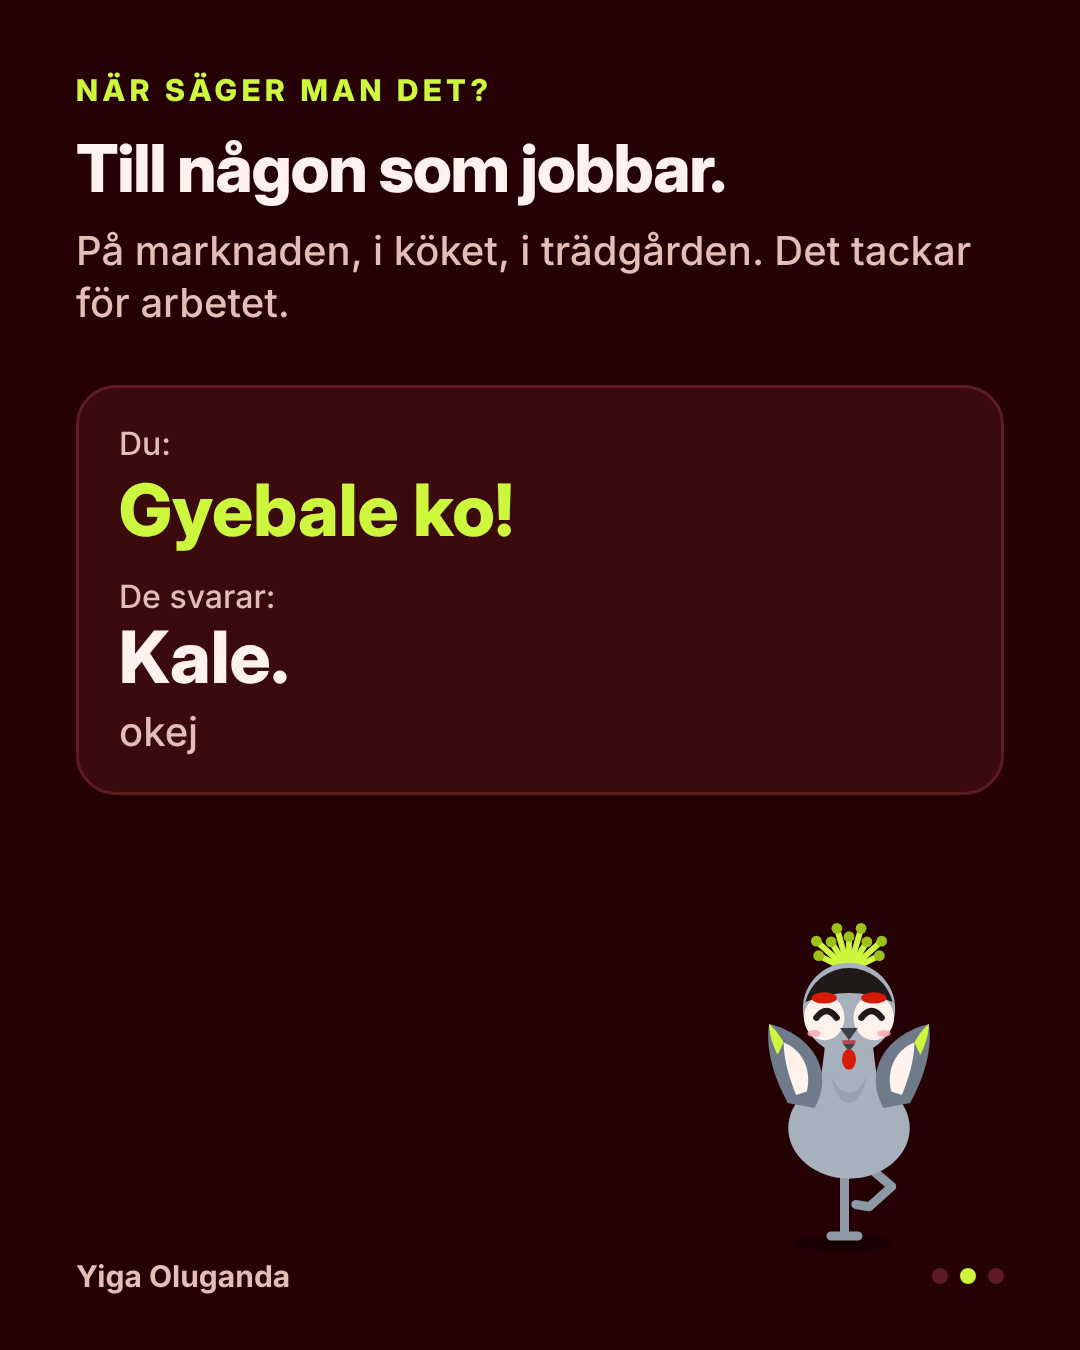 NÄR SÄGER MAN DET?
Till någon som jobbar.
På marknaden, i köket, i trädgården. Det tackar
för arbetet.
Du:
Gyebale ko!
De svarar:
Kale.
okej
Yiga Oluganda